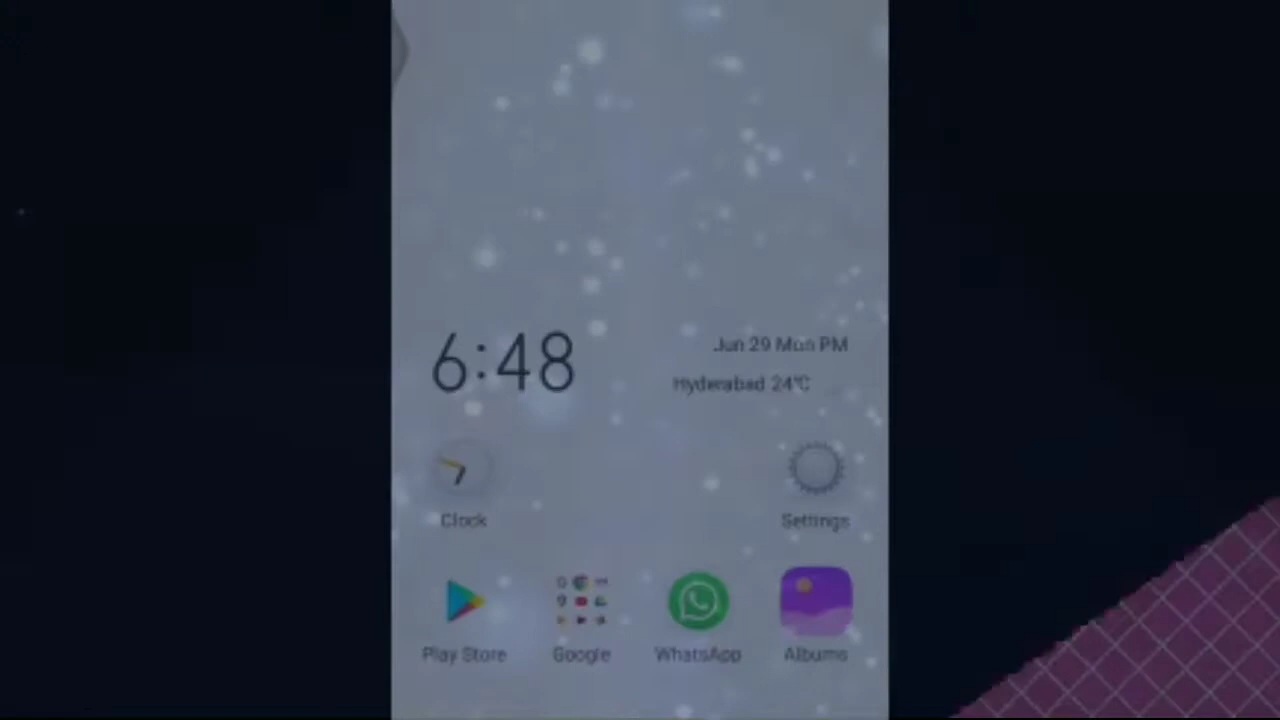 6:48
Jun 29 Mon PM
Hyderabad 24°C
Clock
Settings
Play Store
Google
WhatsApp
Albums